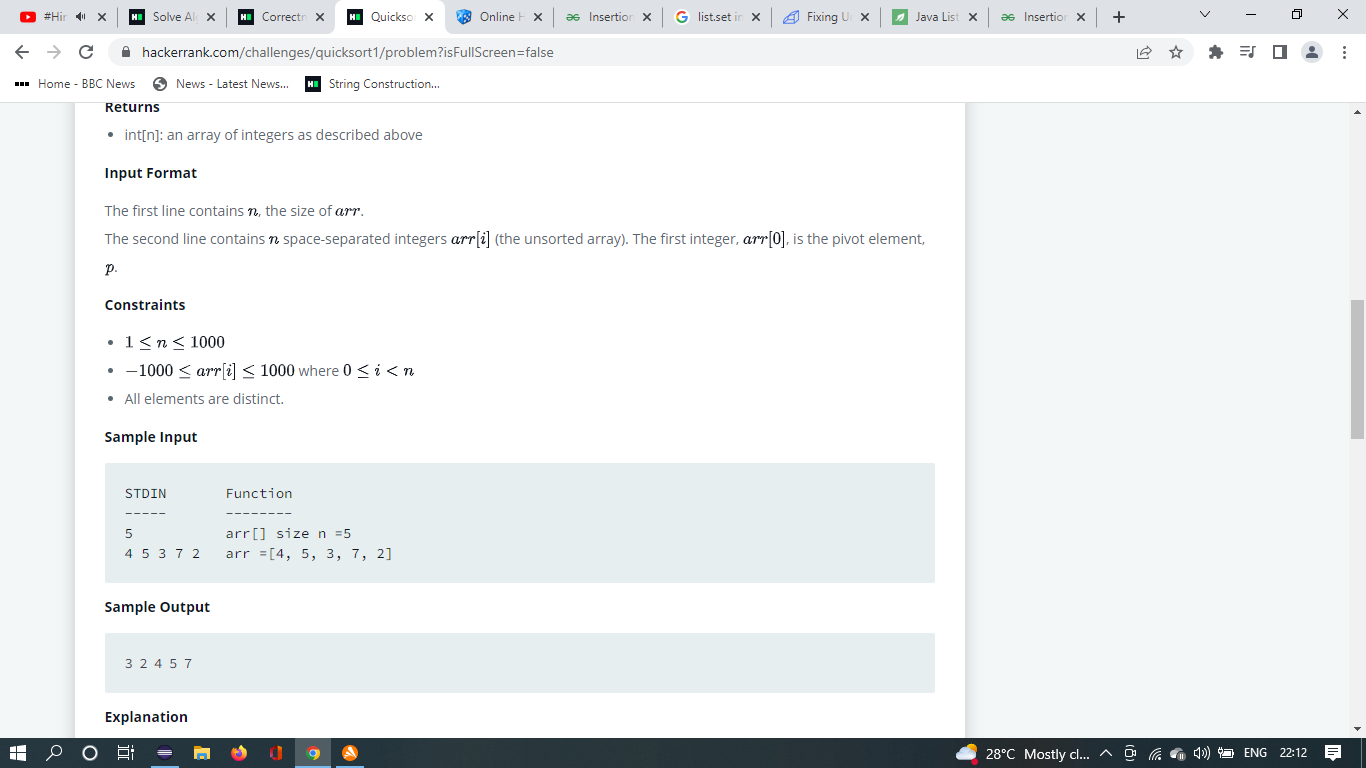 #Hir
Solve Al
Correctn
Quickso
Online H
Insertion
list.set in
Fixing U
Java List
Insertion
hackerrank.com/challenges/quicksort1/problem?isFullScreen=false
Home - BBC News
News - Latest News...
String Construction...
Returns
• int[n]: an array of integers as described above
Input Format
The first line contains n, the size of arr.
The second line contains n space-separated integers arr[i] (the unsorted array). The first integer, arr[0], is the pivot element,
p.
Constraints
• 1 ≤ n ≤ 1000
• −1000 ≤ arr[i] ≤ 1000 where 0 ≤ i < n
• All elements are distinct.
Sample Input
STDIN Function
----- --------
5 arr[] size n =5
4 5 3 7 2 arr =[4, 5, 3, 7, 2]
Sample Output
3 2 4 5 7
Explanation
28°C Mostly cl... ENG 22:12